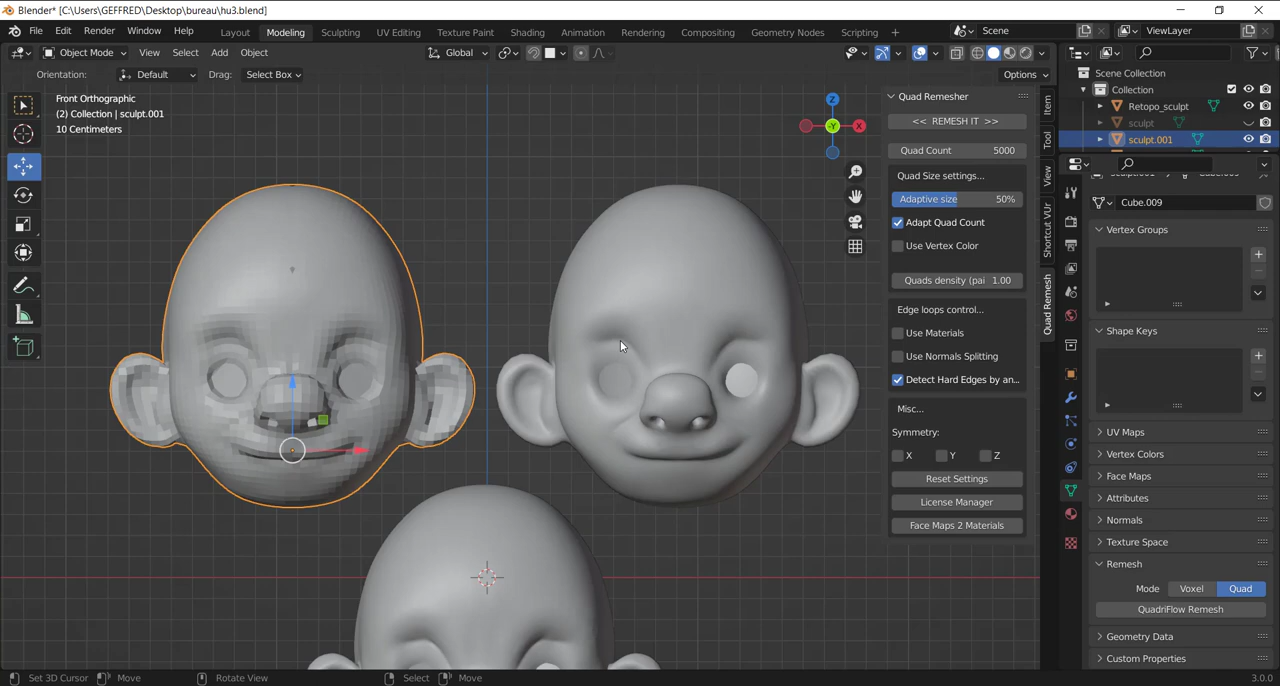 Blender* [C:\Users\GEFFRED\Desktop\bureau\hu3.blend]
File Edit Render Window Help Layout Modeling Sculpting UV Editing Texture Paint Shading Animation Rendering Compositing Geometry Nodes Scripting + Scene ViewLayer
Object Mode View Select Add Object Global
Orientation: Default Drag: Select Box Options
Front Orthographic
(2) Collection | sculpt.001
10 Centimeters
Z
X
-Y
Quad Remesher
<< REMESH IT >>
Quad Count 5000
Quad Size settings...
Adaptive size 50%
Adapt Quad Count
Use Vertex Color
Quads density (pai 1.00
Edge loops control...
Use Materials
Use Normals Splitting
Detect Hard Edges by an...
Misc...
Symmetry:
X Y Z
Reset Settings
License Manager
Face Maps 2 Materials
Item
Tool
View
Shortcut VUr
Quad Remesh
Scene Collection
Collection
Retopo_sculpt
sculpt
sculpt.001
Cube.009
Vertex Groups
Shape Keys
UV Maps
Vertex Colors
Face Maps
Attributes
Normals
Texture Space
Remesh
Mode Voxel Quad
QuadriFlow Remesh
Geometry Data
Custom Properties
Set 3D Cursor Move Rotate View Select Move 3.0.0